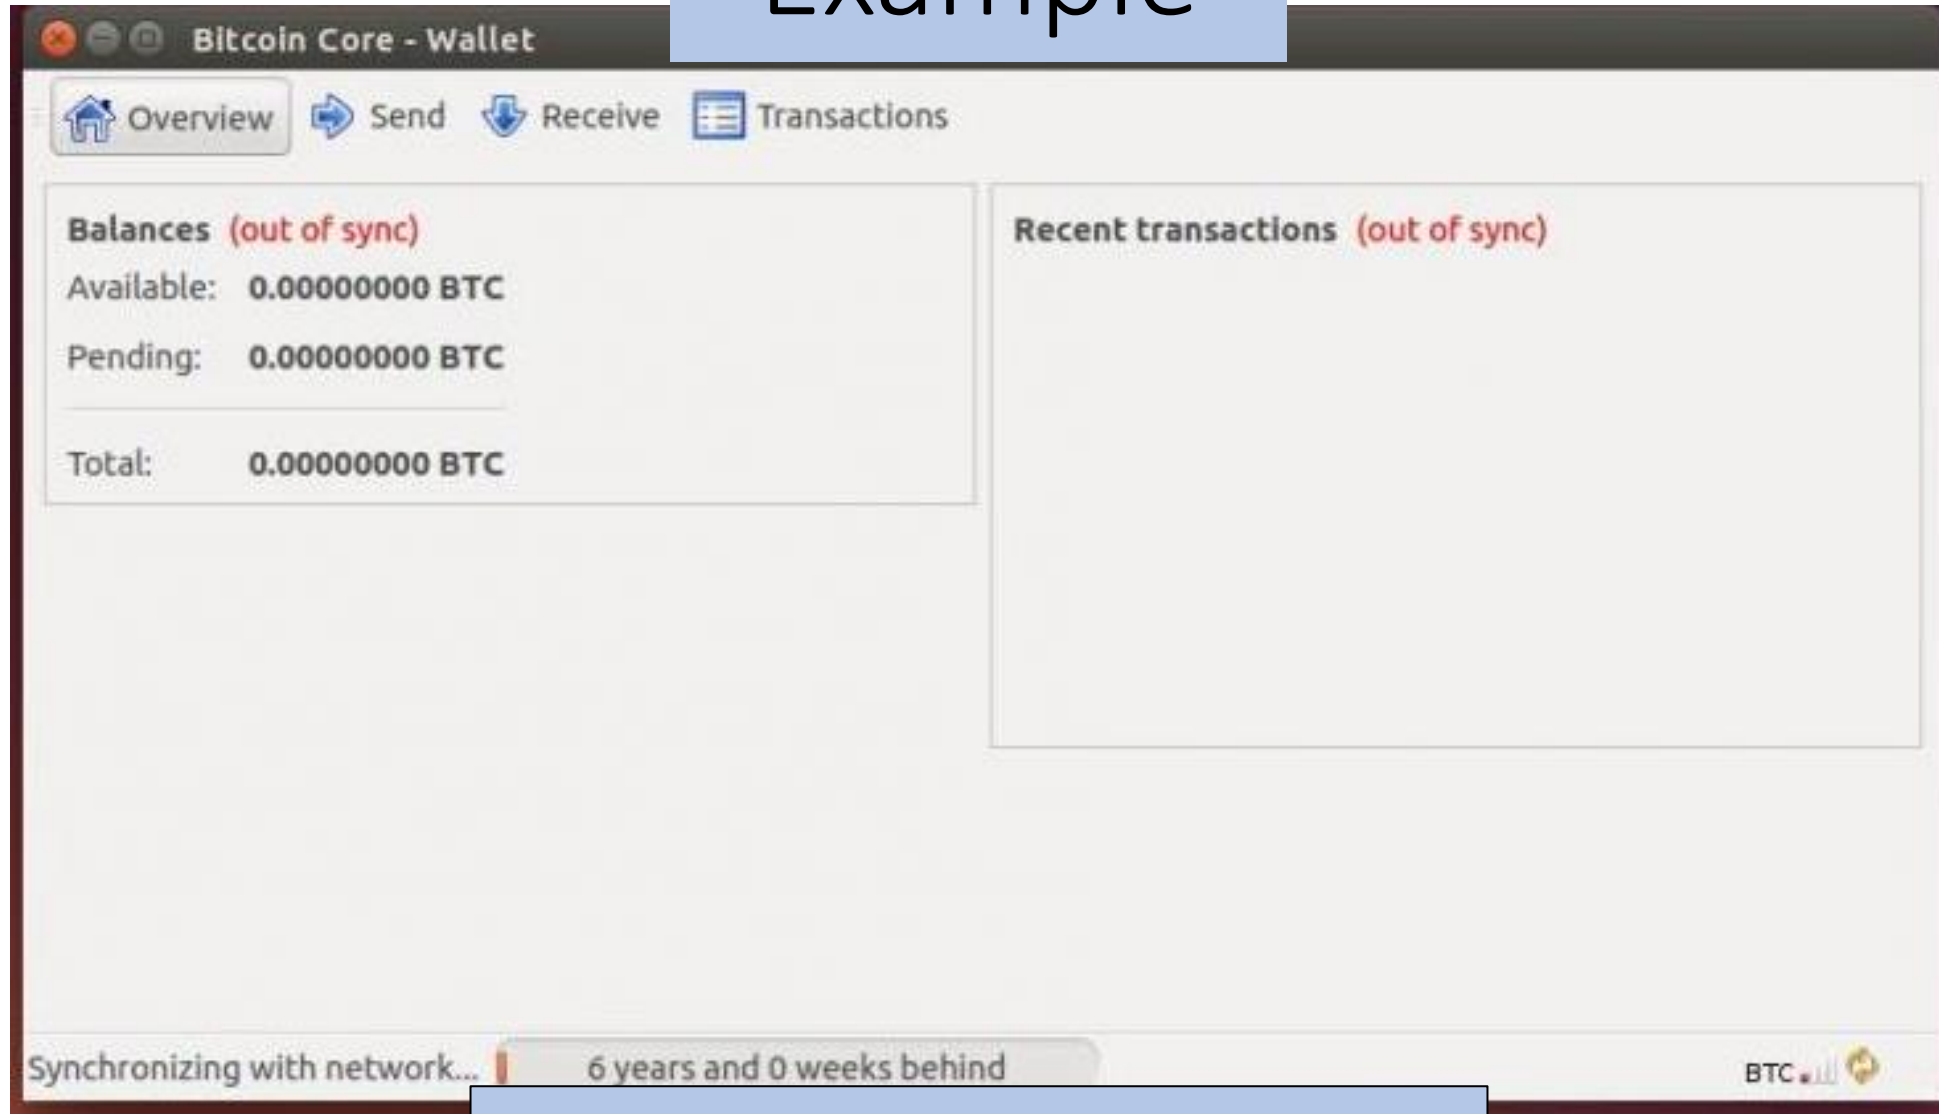 Example
Bitcoin Core - Wallet
Overview Send Receive Transactions
Balances (out of sync)
Available: 0.00000000 BTC
Pending: 0.00000000 BTC
Total: 0.00000000 BTC
Recent transactions (out of sync)
Synchronizing with network... 6 years and 0 weeks behind BTC